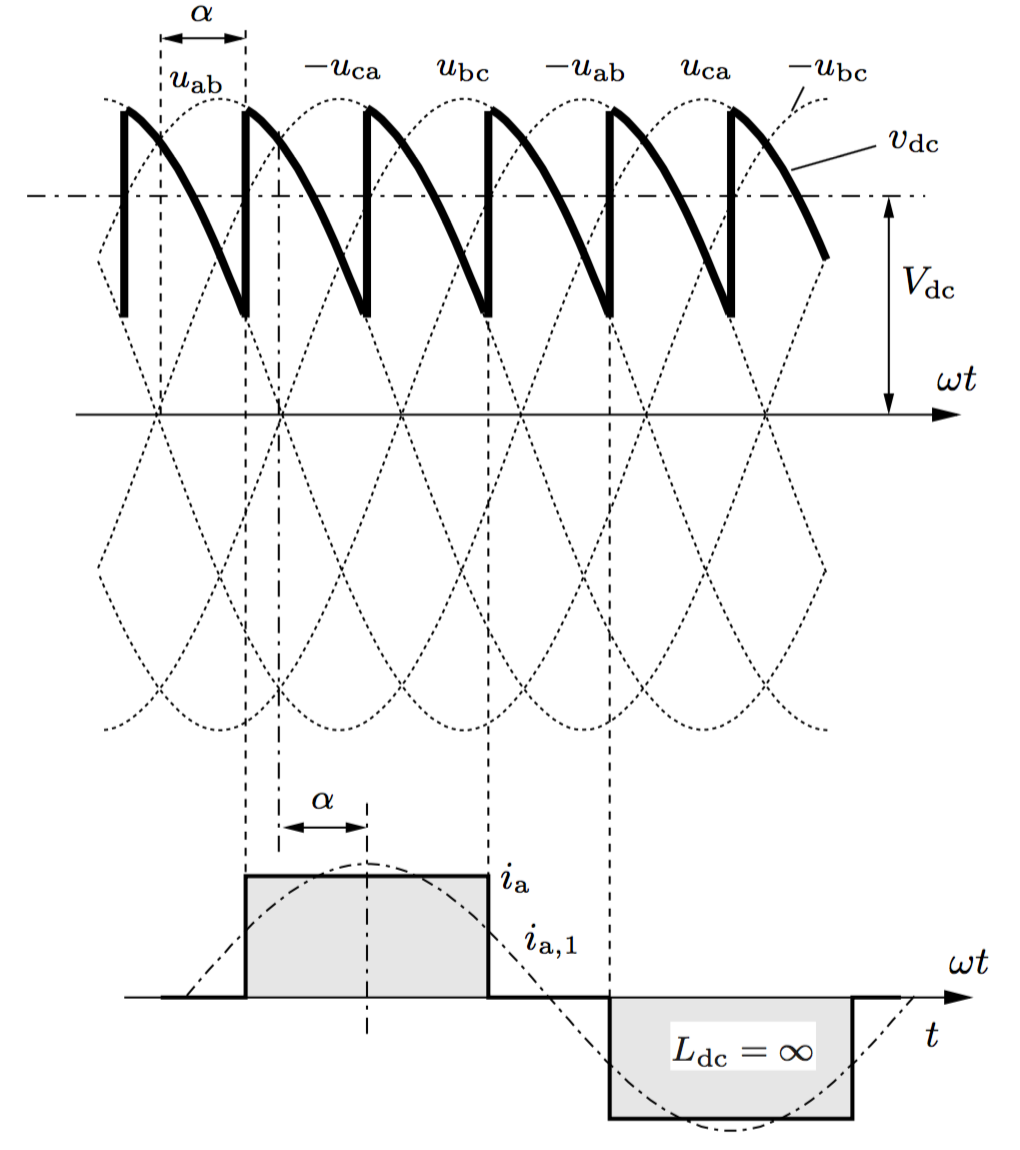 α
u_ab −u_ca u_bc −u_ab u_ca −u_bc
v_dc
V_dc
ωt
α
i_a
i_a,1
ωt
L_dc = ∞
t